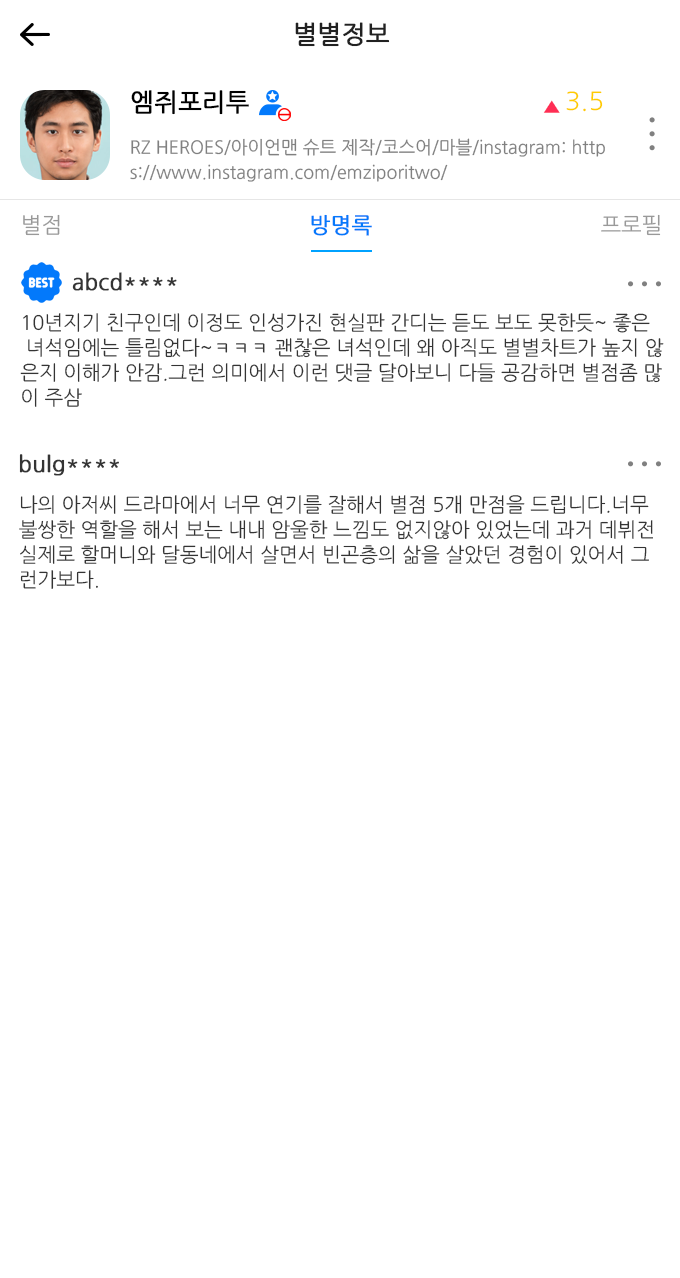 별별정보
엠쥐포리투
3.5
RZ HEROES/아이언맨 슈트 제작/코스어/마블/instagram: http
s://www.instagram.com/emziporitwo/
별점 방명록 프로필
BEST abcd****
10년지기 친구인데 이정도 인성가진 현실판 간디는 듣도 보도 못한듯~ 좋은
녀석임에는 틀림없다~ㅋㅋㅋ 괜찮은 녀석인데 왜 아직도 별별차트가 높지 않
은지 이해가 안감.그런 의미에서 이런 댓글 달아보니 다들 공감하면 별점좀 많
이 주삼
bulg****
나의 아저씨 드라마에서 너무 연기를 잘해서 별점 5개 만점을 드립니다.너무
불쌍한 역할을 해서 보는 내내 암울한 느낌도 없지않아 있었는데 과거 데뷔전
실제로 할머니와 달동네에서 살면서 빈곤층의 삶을 살았던 경험이 있어서 그
런가보다.